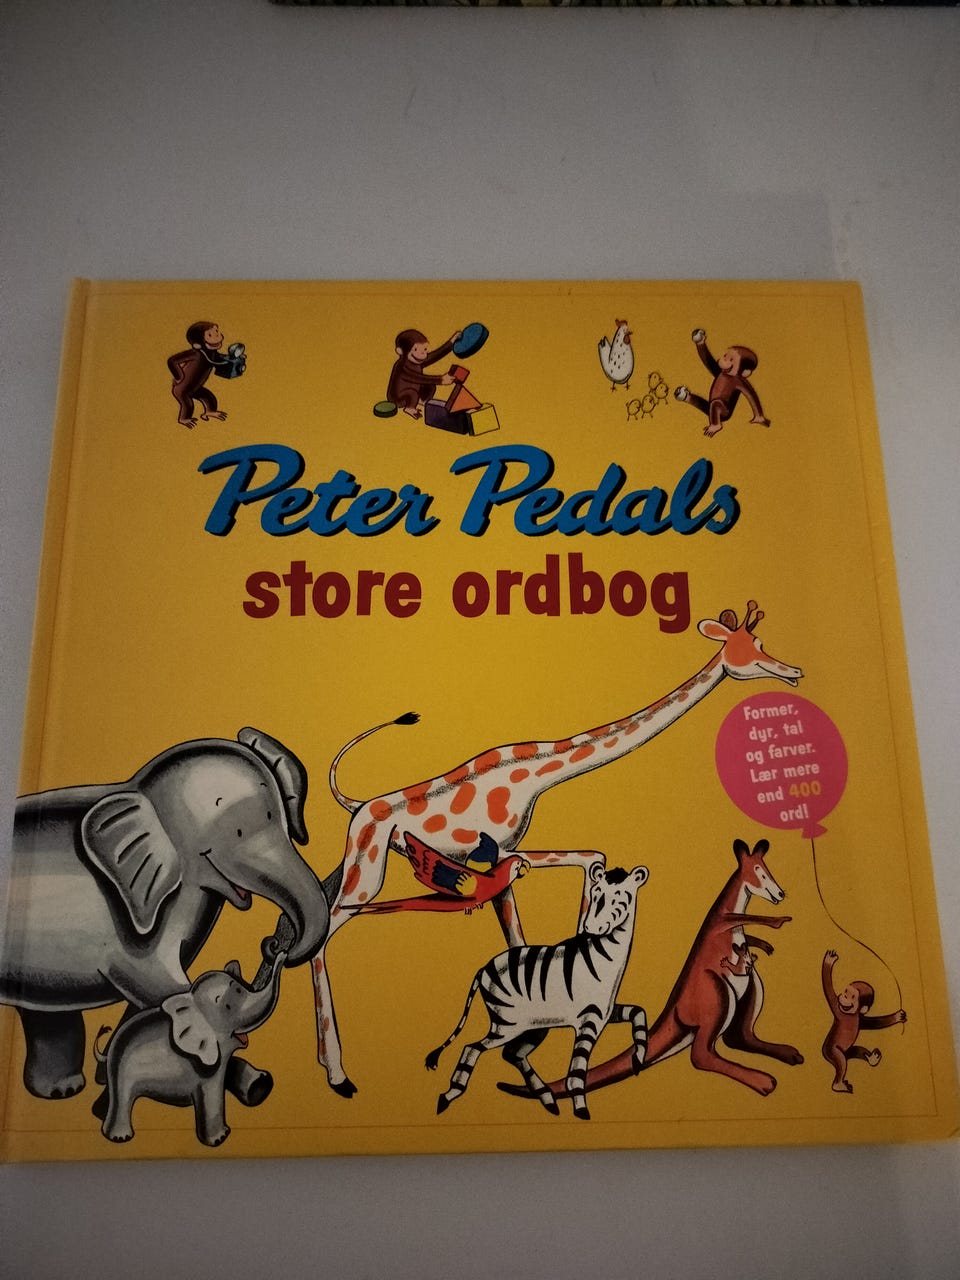 Peter Pedals
store ordbog
Former,
dyr, tal
og farver.
Lær mere
end 400
ord!